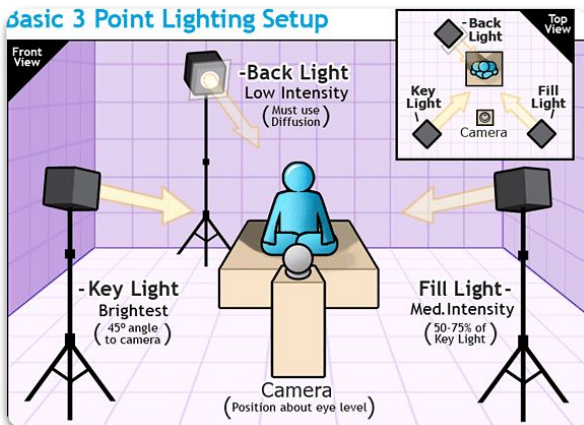 Basic 3 Point Lighting Setup
Front
View
-Back Light
Low Intensity
(Must use
Diffusion)
-Key Light
Brightest
(45º angle
to camera)
Fill Light-
Med.Intensity
(50-75% of
Key Light)
Camera
(Position about eye level)
Top
View
-Back
Light
Key
Light
Fill
Light
Camera